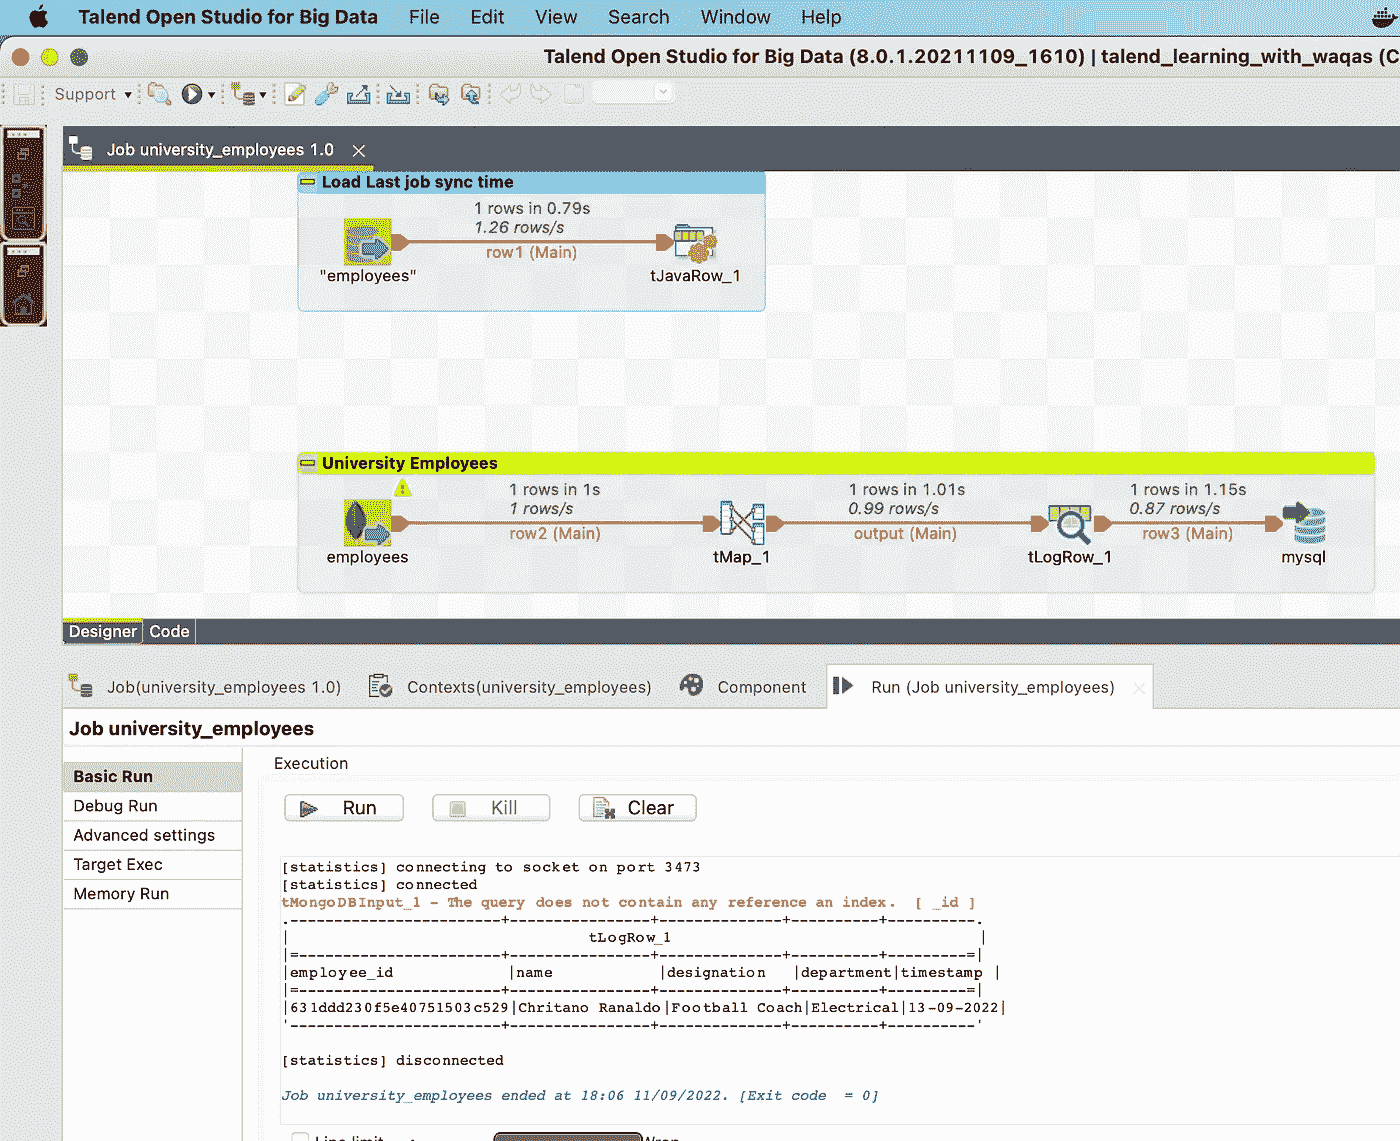 Talend Open Studio for Big Data File Edit View Search Window Help
Talend Open Studio for Big Data (8.0.1.20211109_1610) | talend_learning_with_waqas (C
Support
Job university_employees 1.0
Load Last job sync time
1 rows in 0.79s
1.26 rows/s
row1 (Main)
"employees"
tJavaRow_1
University Employees
1 rows in 1s
1 rows/s
row2 (Main)
1 rows in 1.01s
0.99 rows/s
output (Main)
1 rows in 1.15s
0.87 rows/s
row3 (Main)
employees
tMap_1
tLogRow_1
mysql
Designer Code
Job(university_employees 1.0) Contexts(university_employees) Component Run (Job university_employees)
Job university_employees
Basic Run
Debug Run
Advanced settings
Target Exec
Memory Run
Execution
Run Kill Clear
[statistics] connecting to socket on port 3473
[statistics] connected
tMongoDBInput_1 - The query does not contain any reference an index. [ _id ]
.-----------------------+---------------+-------------+----------+----------.
| tLogRow_1 |
|=----------------------+---------------+-------------+----------+---------=|
|employee_id |name |designation |department|timestamp |
|=----------------------+---------------+-------------+----------+---------=|
|631ddd230f5e40751503c529|Chritano Ranaldo|Football Coach|Electrical|13-09-2022|
'-----------------------+---------------+-------------+----------+----------'
[statistics] disconnected
Job university_employees ended at 18:06 11/09/2022. [Exit code = 0]
Line limit
Wrap